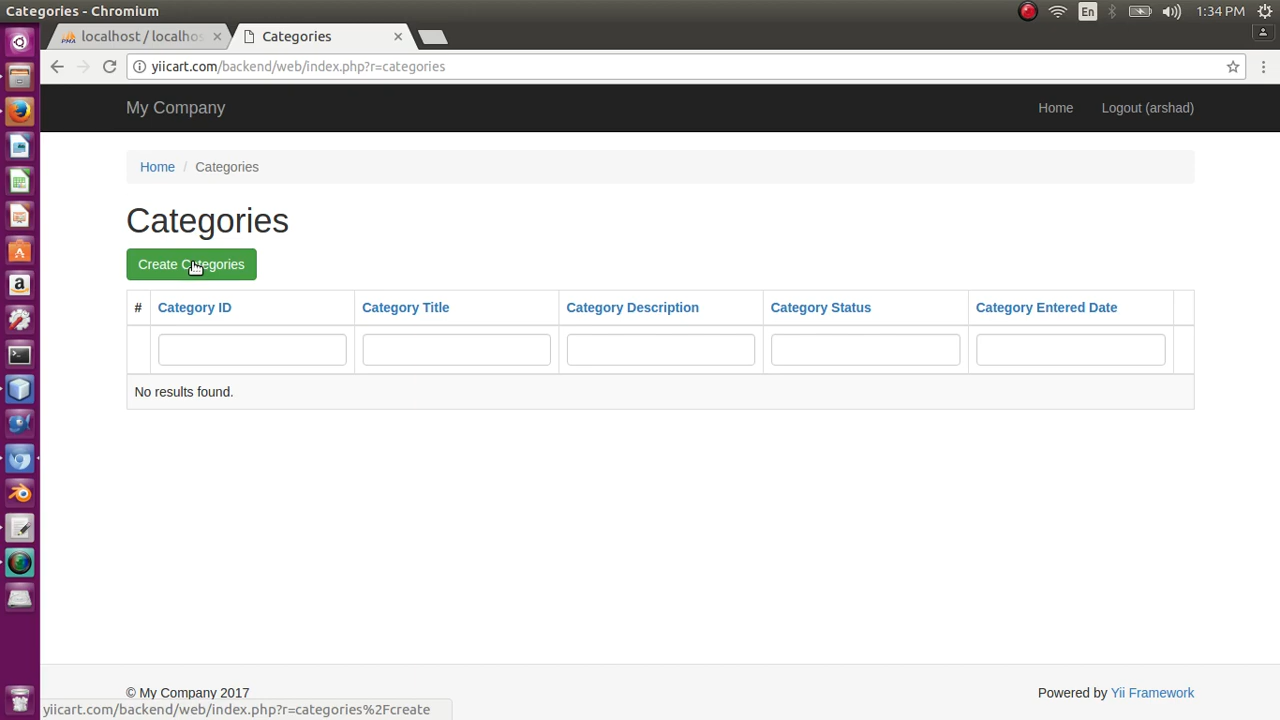 Categories - Chromium
En
1:34 PM
localhost / localhos
Categories
yiicart.com/backend/web/index.php?r=categories
My Company
Home
Logout (arshad)
Home / Categories
Categories
Create Categories
# Category ID Category Title Category Description Category Status Category Entered Date
No results found.
© My Company 2017
Powered by Yii Framework
yiicart.com/backend/web/index.php?r=categories%2Fcreate